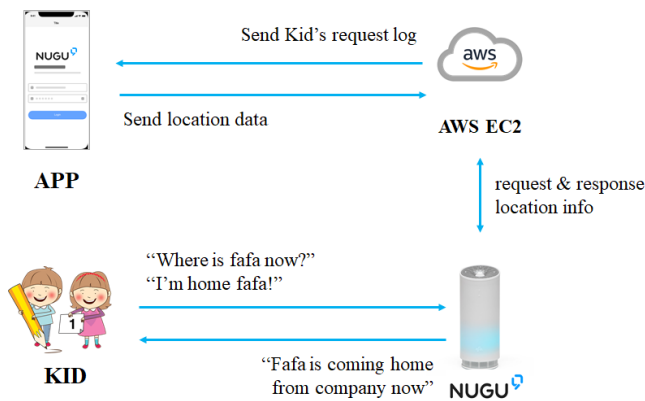 NUGU
Send Kid's request log
aws
Send location data
AWS EC2
APP
request & response
location info
“Where is fafa now?”
“I'm home fafa!”
1
“Fafa is coming home
from company now”
KID
NUGU